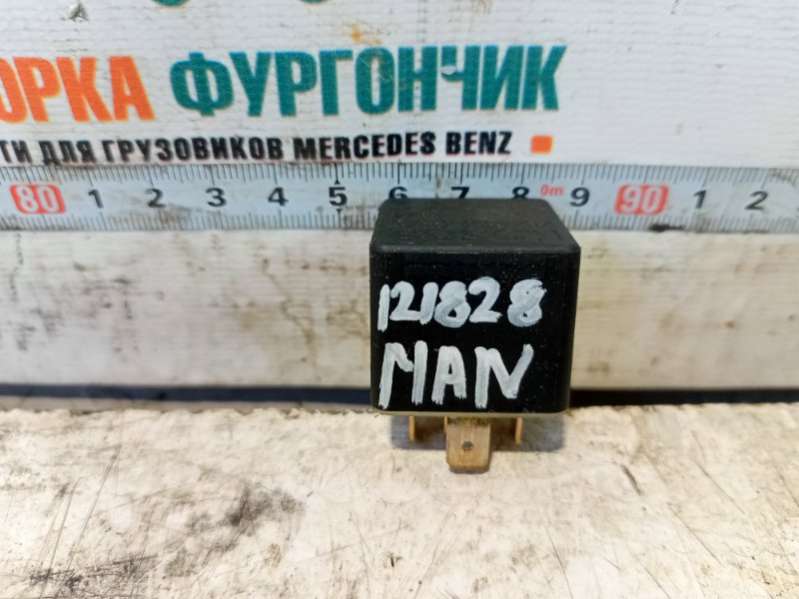 ОРКА ФУРГОНЧИК
ТИ ДЛЯ ГРУЗОВИКОВ MERCEDES BENZ
80 1 2 3 4 5 6 7 8 0m 9 90 1 2
121828
MAN